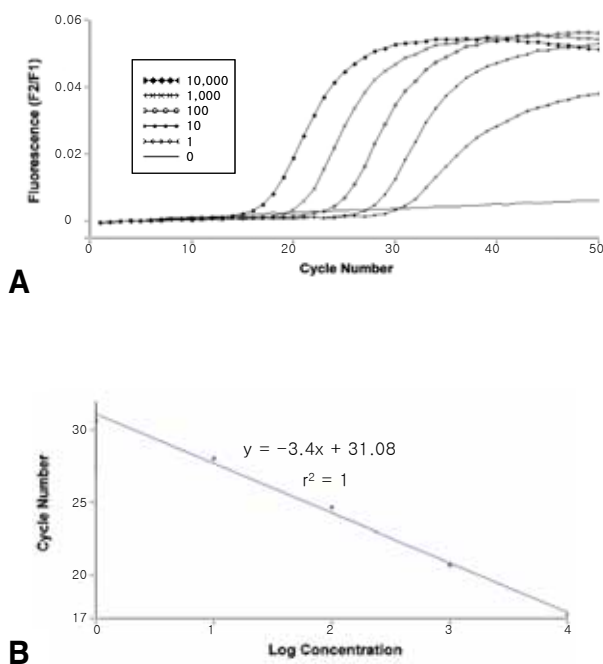 0.06
0.04
0.02
0
Fluorescence (F2/F1)
10,000
1,000
100
10
1
0
0 10 20 30 40 50
Cycle Number
A
30
25
20
17
Cycle Number
y = −3.4x + 31.08
r² = 1
0 1 2 3 4
Log Concentration
B